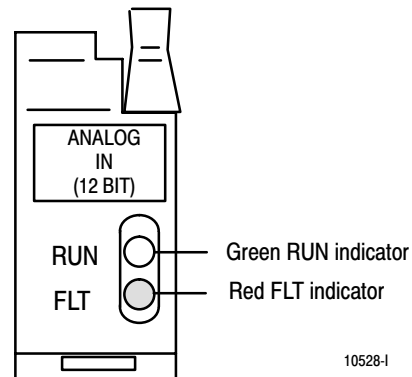 ANALOG
IN
(12 BIT)
RUN
Green RUN indicator
FLT
Red FLT indicator
10528-I